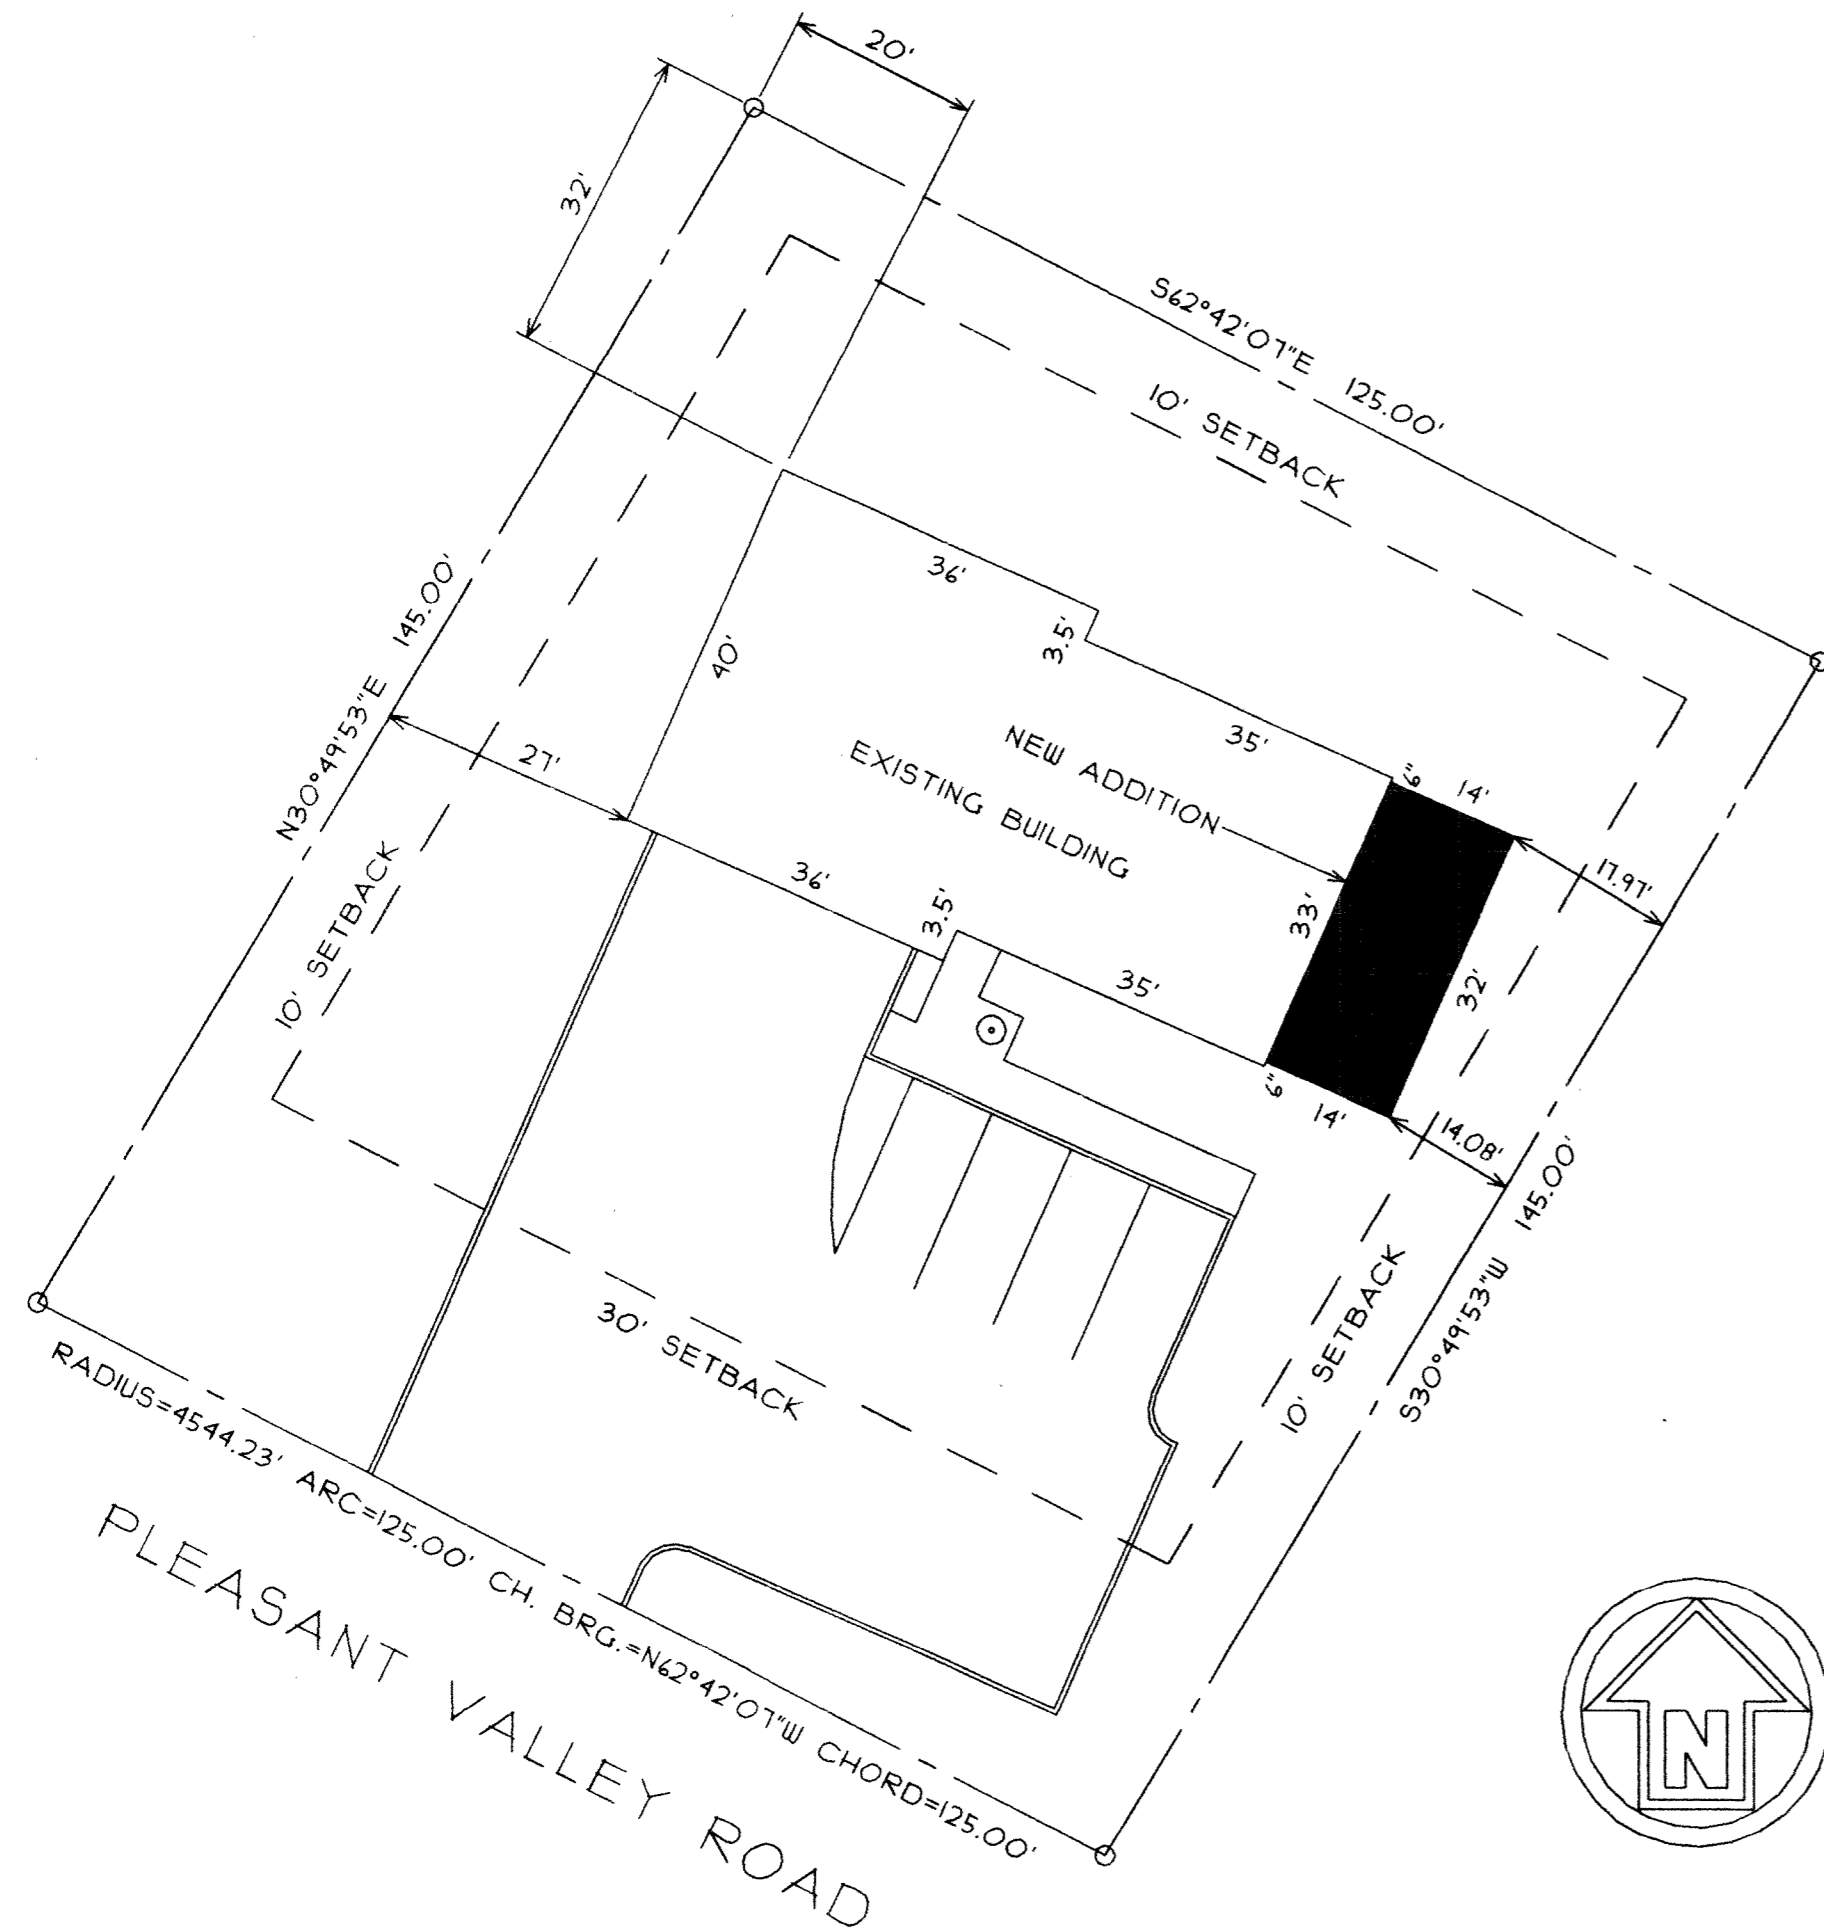 20'
32'
S62°42'07"E 125.00'
10' SETBACK
36'
3.5'
40'
N30°49'53"E 145.00'
35'
NEW ADDITION
EXISTING BUILDING
6"
14'
17.97'
27'
10' SETBACK
36'
3.5'
33'
32'
35'
6"
14'
14.08'
S30°49'53"W 145.00'
10' SETBACK
30' SETBACK
RADIUS=4544.23' ARC=125.00' CH. BRG.=N62°42'07"W CHORD=125.00'
PLEASANT VALLEY ROAD
N